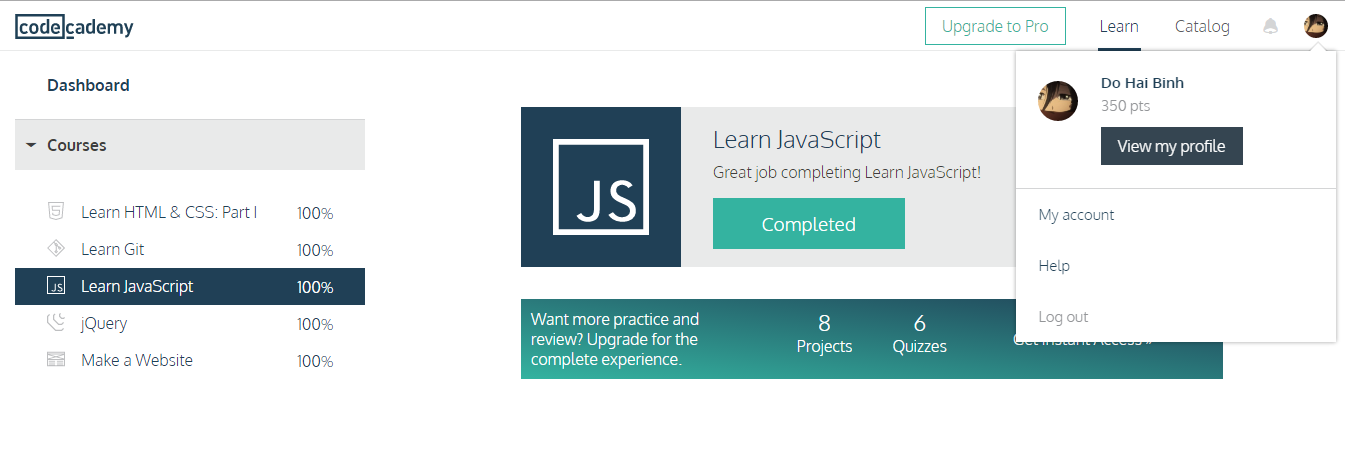 codecademy
Upgrade to Pro
Learn
Catalog
Dashboard
Courses
Learn HTML & CSS: Part I 100%
Learn Git 100%
JS Learn JavaScript 100%
jQuery 100%
Make a Website 100%
JS
Learn JavaScript
Great job completing Learn JavaScript!
Completed
Want more practice and
review? Upgrade for the
complete experience.
8
Projects
6
Quizzes
Get Instant Access »
Do Hai Binh
350 pts
View my profile
My account
Help
Log out